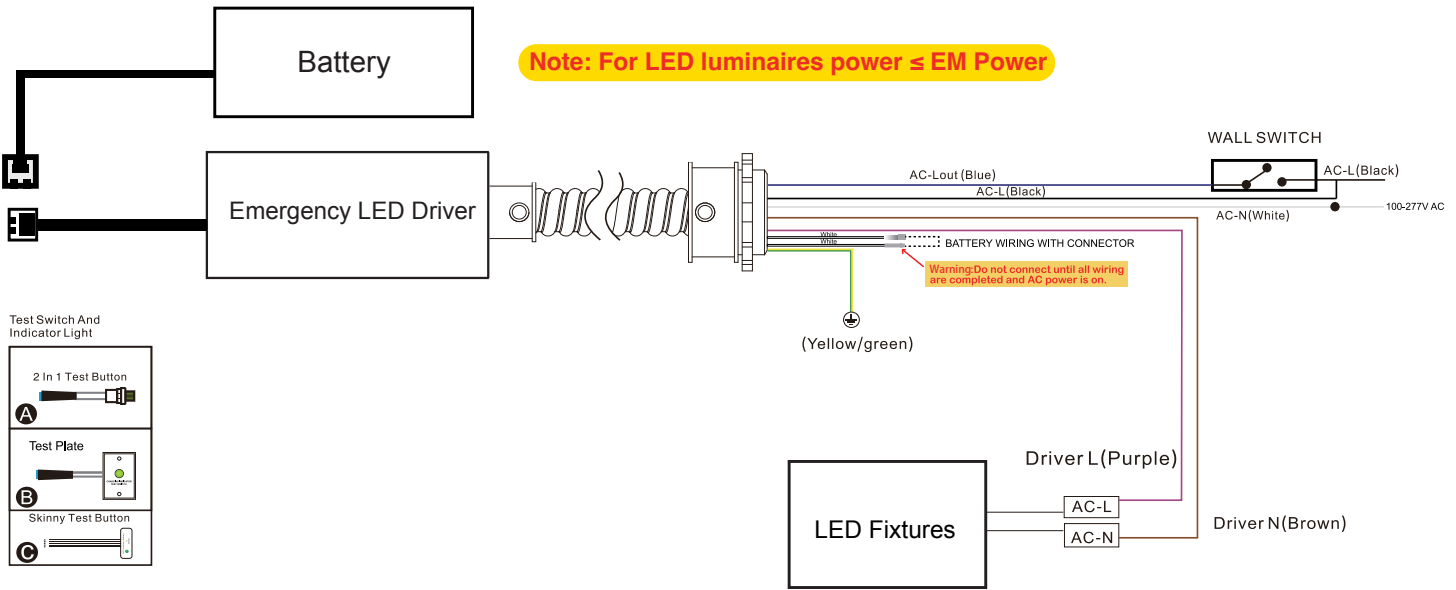 Battery
Note: For LED luminaires power ≤ EM Power
WALL SWITCH
AC-L(Black)
AC-Lout (Blue)
AC-L(Black)
AC-N(White)
100-277V AC
Emergency LED Driver
White
White
BATTERY WIRING WITH CONNECTOR
Warning:Do not connect until all wiring
are completed and AC power is on.
(Yellow/green)
Test Switch And
Indicator Light
2 In 1 Test Button
A
Test Plate
B
Skinny Test Button
C
Driver L(Purple)
LED Fixtures
AC-L
AC-N
Driver N(Brown)